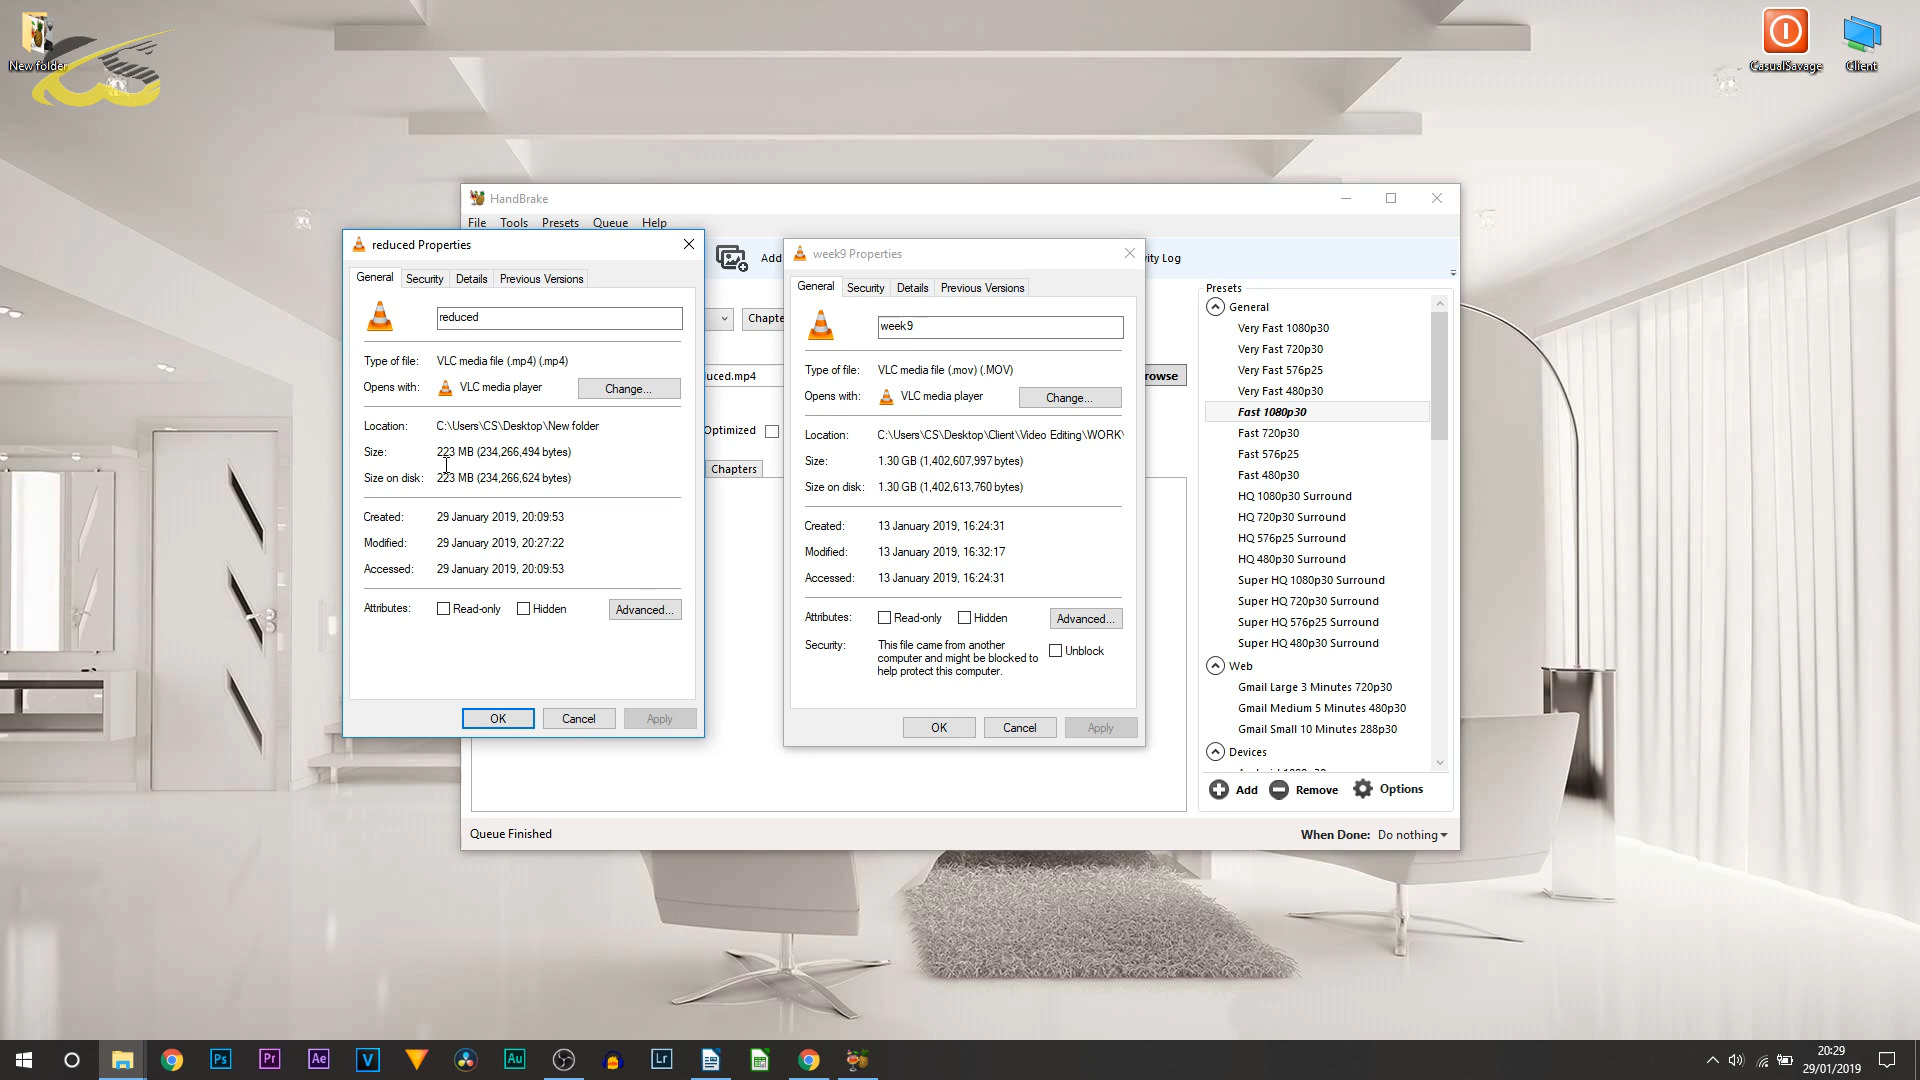 New folder
CasualSavage
Client
HandBrake
File Tools Presets Queue Help
reduced Properties
General Security Details Previous Versions
reduced
Type of file: VLC media file (.mp4) (.mp4)
Opens with: VLC media player Change...
Location: C:\Users\CS\Desktop\New folder
Size: 223 MB (234,266,494 bytes)
Size on disk: 223 MB (234,266,624 bytes)
Created: 29 January 2019, 20:09:53
Modified: 29 January 2019, 20:27:22
Accessed: 29 January 2019, 20:09:53
Attributes: Read-only Hidden Advanced...
OK Cancel Apply
Add
Chapte
uced.mp4
Optimized
Chapters
week9 Properties
General Security Details Previous Versions
week9
Type of file: VLC media file (.mov) (.MOV)
Opens with: VLC media player Change...
Location: C:\Users\CS\Desktop\Client\Video Editing\WORK\
Size: 1.30 GB (1,402,607,997 bytes)
Size on disk: 1.30 GB (1,402,613,760 bytes)
Created: 13 January 2019, 16:24:31
Modified: 13 January 2019, 16:32:17
Accessed: 13 January 2019, 16:24:31
Attributes: Read-only Hidden Advanced...
Security: This file came from another
computer and might be blocked to
help protect this computer.
Unblock
OK Cancel Apply
ity Log
rowse
Presets
General
Very Fast 1080p30
Very Fast 720p30
Very Fast 576p25
Very Fast 480p30
Fast 1080p30
Fast 720p30
Fast 576p25
Fast 480p30
HQ 1080p30 Surround
HQ 720p30 Surround
HQ 576p25 Surround
HQ 480p30 Surround
Super HQ 1080p30 Surround
Super HQ 720p30 Surround
Super HQ 576p25 Surround
Super HQ 480p30 Surround
Web
Gmail Large 3 Minutes 720p30
Gmail Medium 5 Minutes 480p30
Gmail Small 10 Minutes 288p30
Devices
Add Remove Options
Queue Finished
When Done: Do nothing
Ps Pr Ae V Au Lr
20:29
29/01/2019